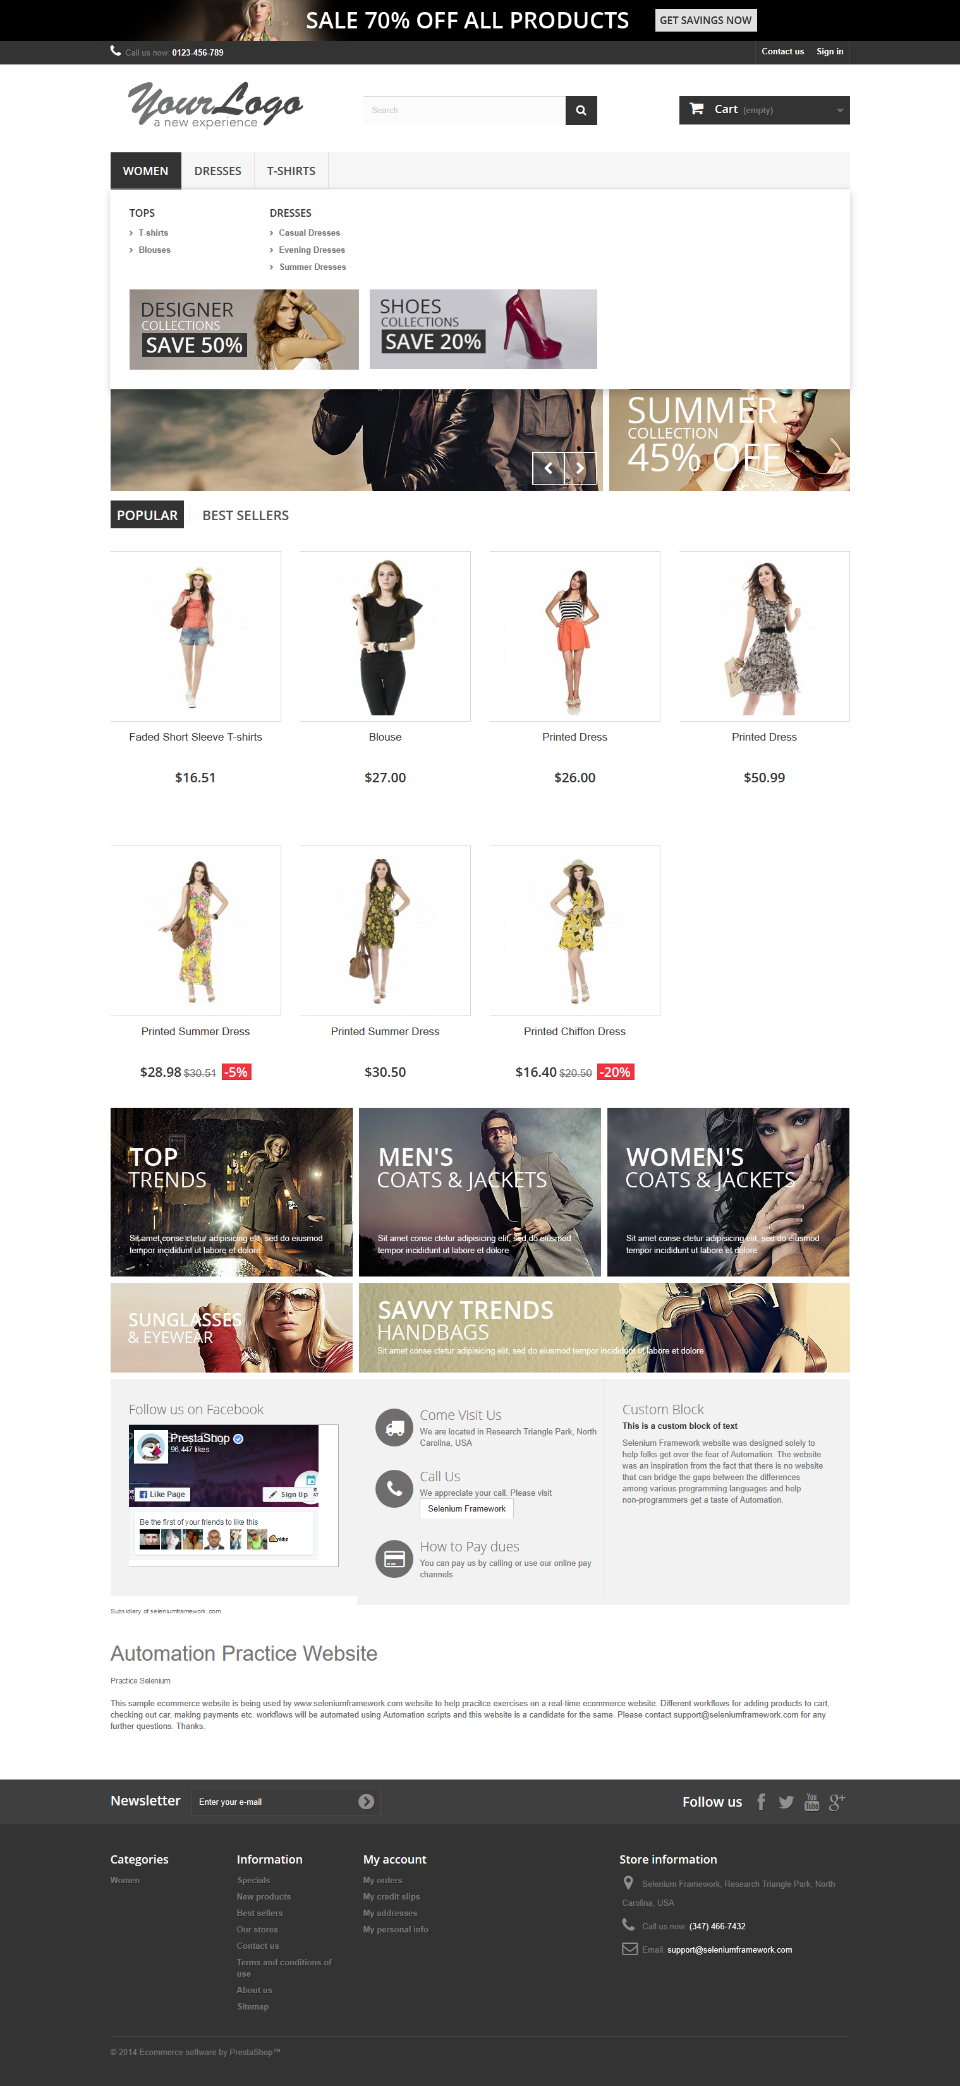 SALE 70% OFF ALL PRODUCTS GET SAVINGS NOW
Call us now: 0123-456-789 Contact us Sign in
YourLogo
a new experience
Search
Cart (empty)
WOMEN DRESSES T-SHIRTS
TOPS DRESSES
T-shirts Casual Dresses
Blouses Evening Dresses
Summer Dresses
DESIGNER
COLLECTIONS
SAVE 50%
SHOES
COLLECTIONS
SAVE 20%
SUMMER
COLLECTION
45% OFF
POPULAR BEST SELLERS
Faded Short Sleeve T-shirts Blouse Printed Dress Printed Dress
$16.51 $27.00 $26.00 $50.99
Printed Summer Dress Printed Summer Dress Printed Chiffon Dress
$28.98 $30.51 -5% $30.50 $16.40 $20.50 -20%
TOP
TRENDS
Sit amet conse ctetur adipisicing elit, sed do eiusmod
tempor incididunt ut labore et dolore
MEN'S
COATS & JACKETS
Sit amet conse ctetur adipisicing elit, sed do eiusmod
tempor incididunt ut labore et dolore
WOMEN'S
COATS & JACKETS
Sit amet conse ctetur adipisicing elit, sed do eiusmod
tempor incididunt ut labore et dolore
SUNGLASSES
& EYEWEAR
SAVVY TRENDS
HANDBAGS
Sit amet conse ctetur adipisicing elit, sed do eiusmod tempor incididunt ut labore et dolore
Follow us on Facebook
PrestaShop
96,447 likes
Like Page Sign Up
Be the first of your friends to like this
Come Visit Us
We are located in Research Triangle Park, North
Carolina, USA
Call Us
We appreciate your call. Please visit
Selenium Framework
How to Pay dues
You can pay us by calling or use our online pay
channels
Custom Block
This is a custom block of text
Selenium Framework website was designed solely to
help folks get over the fear of Automation. The website
was an inspiration from the fact that there is no website
that can bridge the gaps between the differences
among various programming languages and help
non-programmers get a taste of Automation.
Subsidiary of seleniumframework.com
Automation Practice Website
Practice Selenium
This sample ecommerce website is being used by www.seleniumframework.com website to help pracitce exercises on a real-time ecommerce website. Different workflows for adding products to cart,
checking out car, making payments etc. workflows will be automated using Automation scripts and this website is a candidate for the same. Please contact support@seleniumframework.com for any
further questions. Thanks.
Newsletter Enter your e-mail Follow us
Categories
Women
Information
Specials
New products
Best sellers
Our stores
Contact us
Terms and conditions of
use
About us
Sitemap
My account
My orders
My credit slips
My addresses
My personal info
Store information
Selenium Framework, Research Triangle Park, North
Carolina, USA
Call us now: (347) 466-7432
Email: support@seleniumframework.com
© 2014 Ecommerce software by PrestaShop™